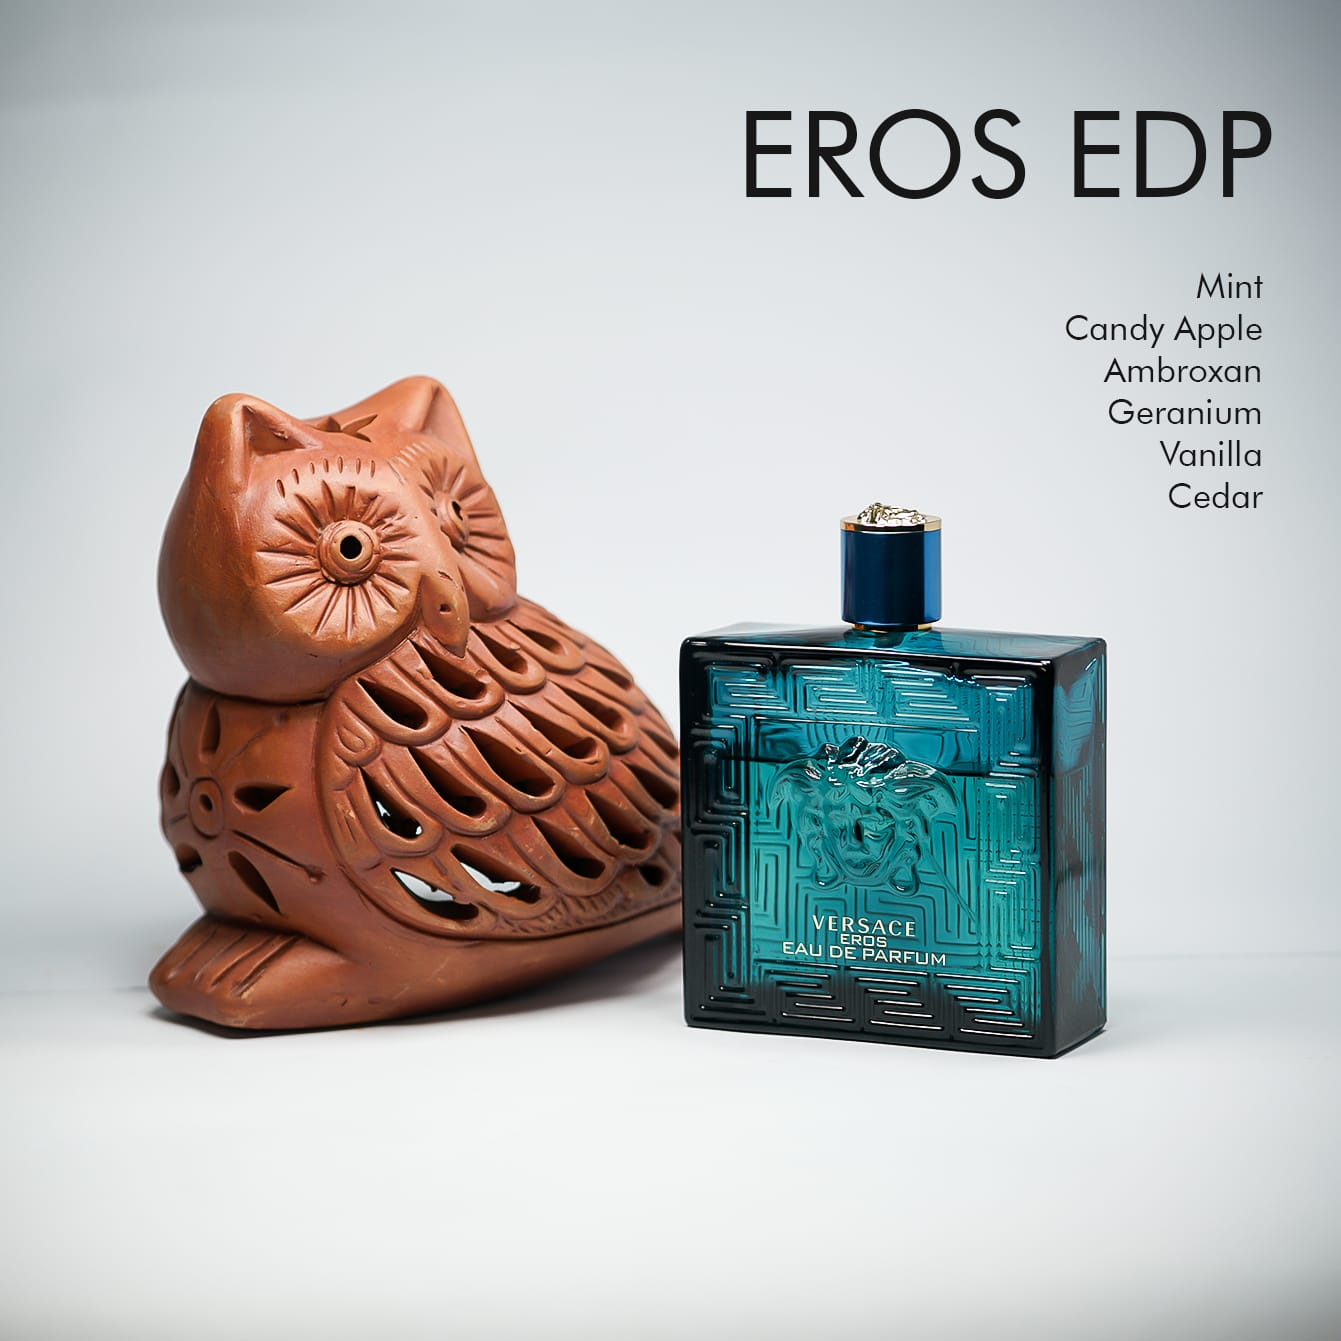 EROS EDP
Mint
Candy Apple
Ambroxan
Geranium
Vanilla
Cedar
VERSACE
EROS
EAU DE PARFUM